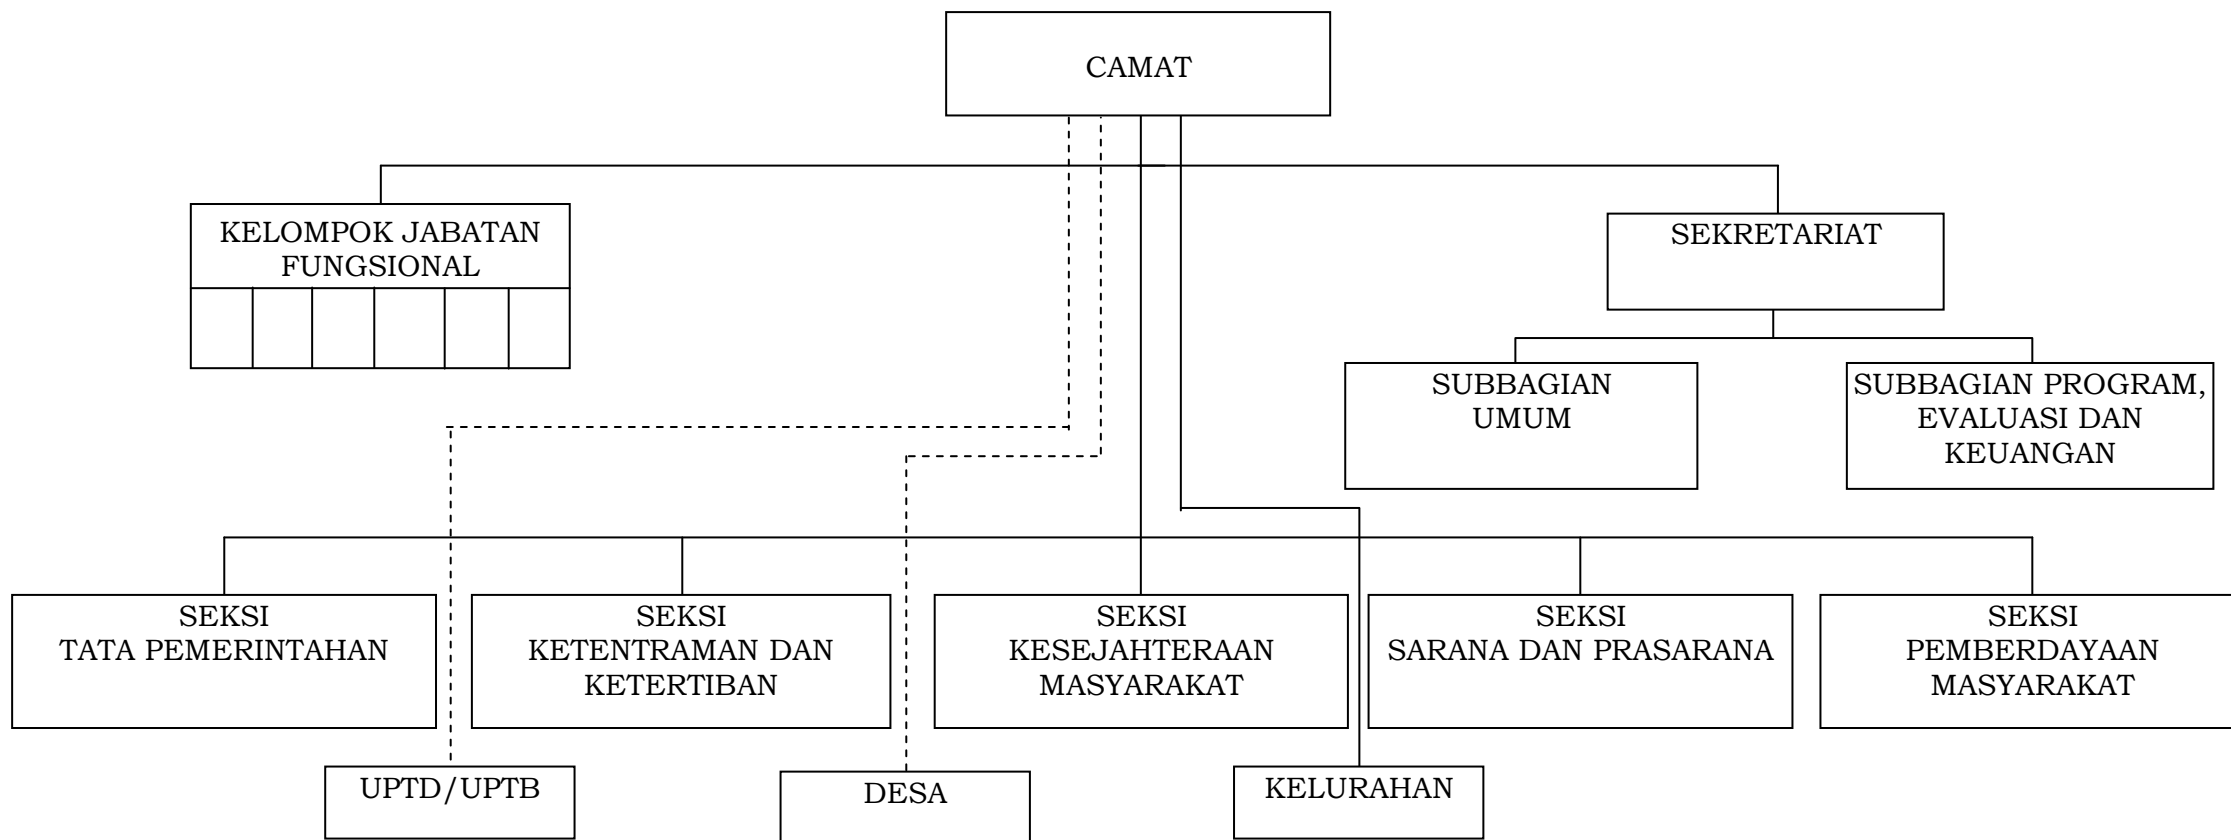 CAMAT
KELOMPOK JABATAN
FUNGSIONAL
SEKRETARIAT
SUBBAGIAN
UMUM
SUBBAGIAN PROGRAM,
EVALUASI DAN
KEUANGAN
SEKSI
TATA PEMERINTAHAN
SEKSI
KETENTRAMAN DAN
KETERTIBAN
SEKSI
KESEJAHTERAAN
MASYARAKAT
SEKSI
SARANA DAN PRASARANA
SEKSI
PEMBERDAYAAN
MASYARAKAT
UPTD/UPTB
DESA
KELURAHAN